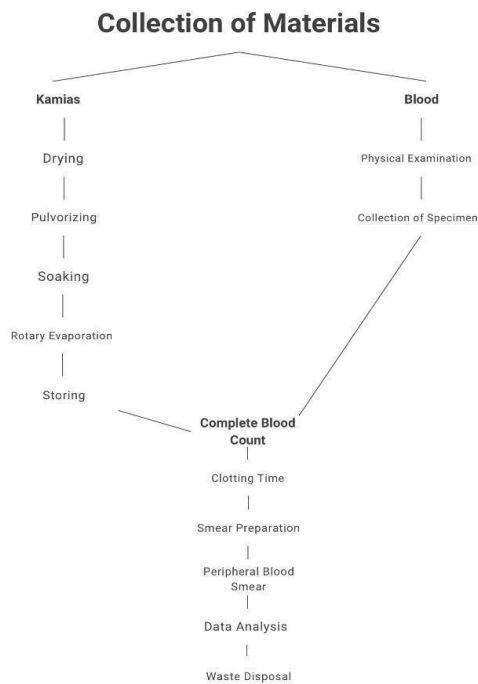 Collection of Materials
Kamias
Blood
Drying
Physical Examination
Pulvorizing
Collection of Specimen
Soaking
Rotary Evaporation
Storing
Complete Blood
Count
Clotting Time
Smear Preparation
Peripheral Blood
Smear
Data Analysis
Waste Disposal